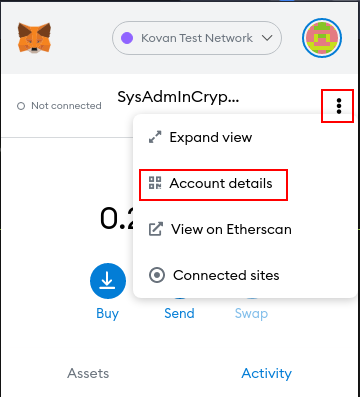 Kovan Test Network
Not connected
SysAdmInCryp...
Expand view
Account details
0.2
View on Etherscan
Connected sites
Buy
Send
Swap
Assets
Activity